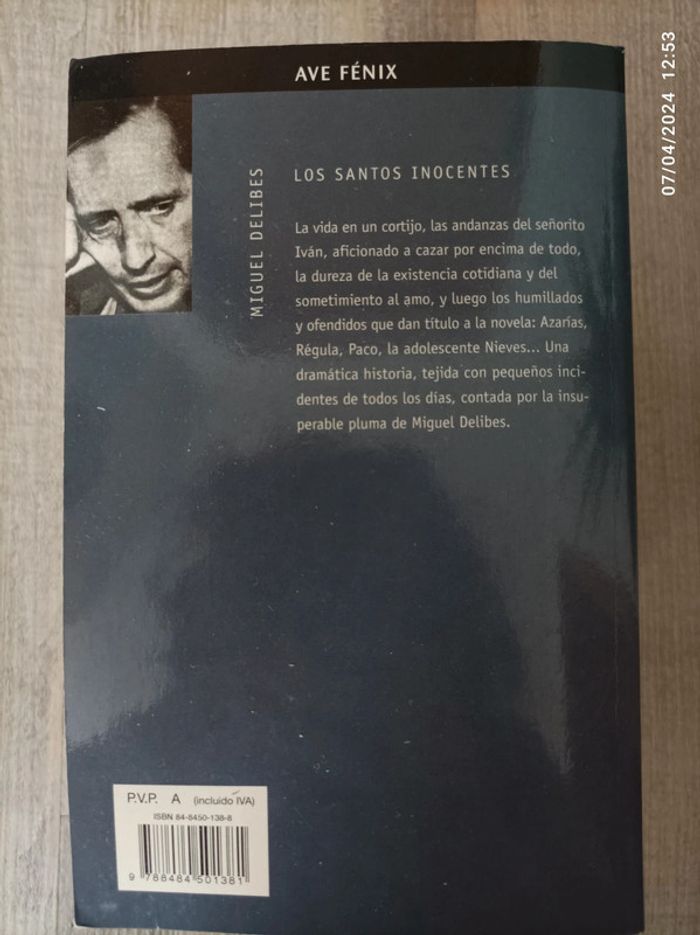 AVE FÉNIX
MIGUEL DELIBES
LOS SANTOS INOCENTES
La vida en un cortijo, las andanzas del señorito
Iván, aficionado a cazar por encima de todo,
la dureza de la existencia cotidiana y del
sometimiento al amo, y luego los humillados
y ofendidos que dan título a la novela: Azarías,
Régula, Paco, la adolescente Nieves... Una
dramática historia, tejida con pequeños inci-
dentes de todos los días, contada por la insu-
perable pluma de Miguel Delibes.
P.V.P. A (incluido IVA)
ISBN 84-8450-138-8
9 788484 501381
07/04/2024 12:53